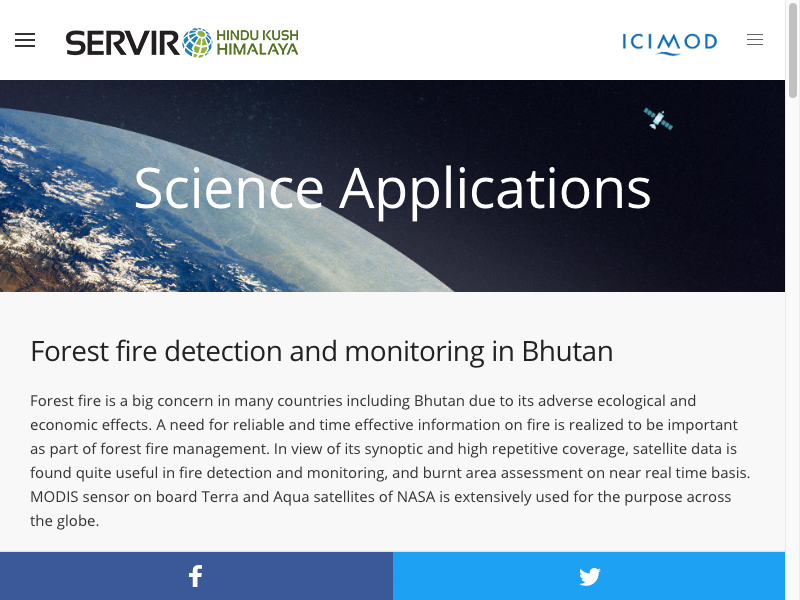 SERVIR HINDU KUSH
HIMALAYA
ICIMOD
Science Applications
Forest fire detection and monitoring in Bhutan
Forest fire is a big concern in many countries including Bhutan due to its adverse ecological and
economic effects. A need for reliable and time effective information on fire is realized to be important
as part of forest fire management. In view of its synoptic and high repetitive coverage, satellite data is
found quite useful in fire detection and monitoring, and burnt area assessment on near real time basis.
MODIS sensor on board Terra and Aqua satellites of NASA is extensively used for the purpose across
the globe.